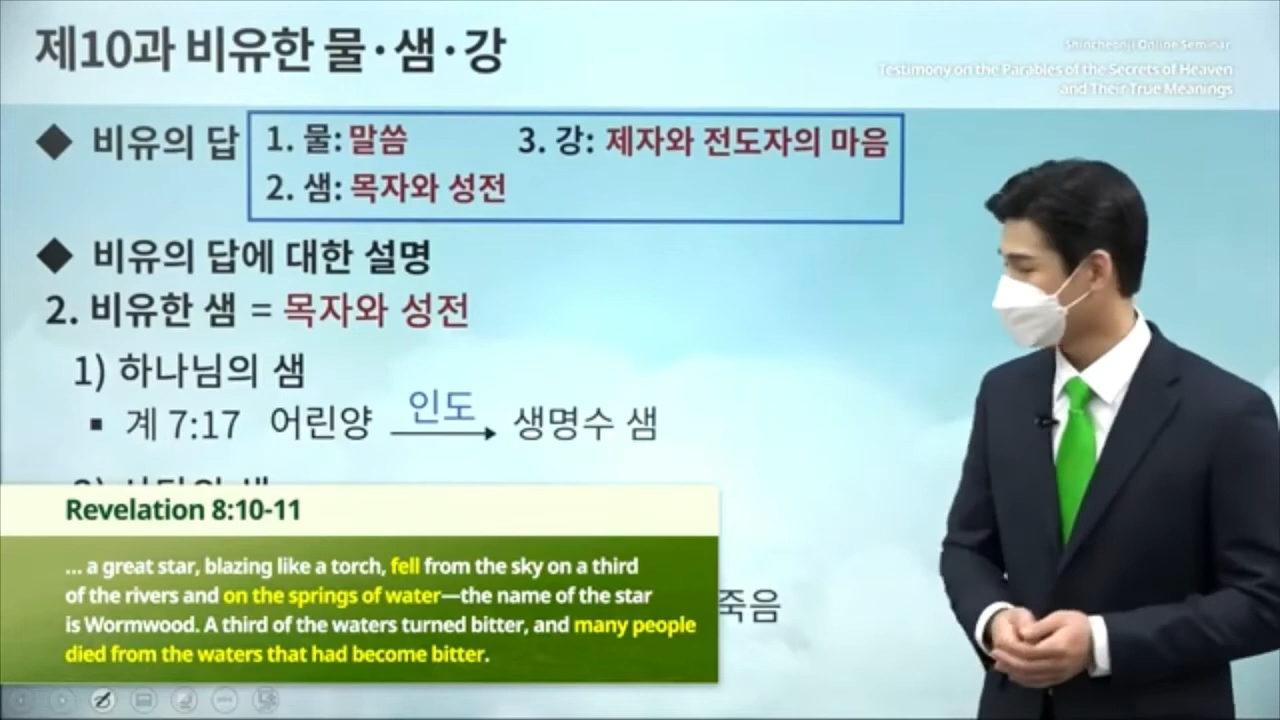 제10과 비유한 물·샘·강
Shincheonji Online Seminar
Testimony on the Parables of the Secrets of Heaven
and Their True Meanings
◆ 비유의 답
1. 물: 말씀 3. 강: 제자와 전도자의 마음
2. 샘: 목자와 성전
◆ 비유의 답에 대한 설명
2. 비유한 샘 = 목자와 성전
1) 하나님의 샘
▪ 계 7:17 어린양 인도 → 생명수 샘
Revelation 8:10-11
... a great star, blazing like a torch, fell from the sky on a third
of the rivers and on the springs of water—the name of the star
is Wormwood. A third of the waters turned bitter, and many people
died from the waters that had become bitter.
죽음